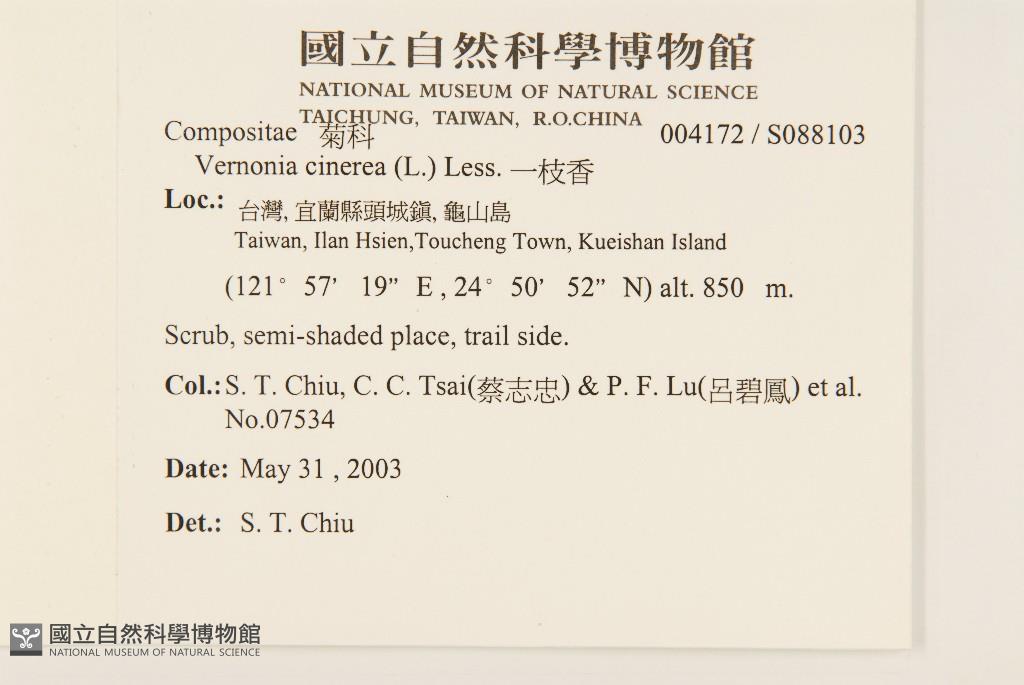 國立自然科學博物館
NATIONAL MUSEUM OF NATURAL SCIENCE
TAICHUNG, TAIWAN, R.O.CHINA
Compositae 菊科 004172 / S088103
Vernonia cinerea (L.) Less. 一枝香
Loc.: 台灣, 宜蘭縣頭城鎮, 龜山島
Taiwan, Ilan Hsien,Toucheng Town, Kueishan Island
(121° 57’ 19” E , 24° 50’ 52” N) alt. 850 m.
Scrub, semi-shaded place, trail side.
Col.: S. T. Chiu, C. C. Tsai(蔡志忠) & P. F. Lu(呂碧鳳) et al.
No.07534
Date: May 31 , 2003
Det.: S. T. Chiu
國立自然科學博物館
NATIONAL MUSEUM OF NATURAL SCIENCE